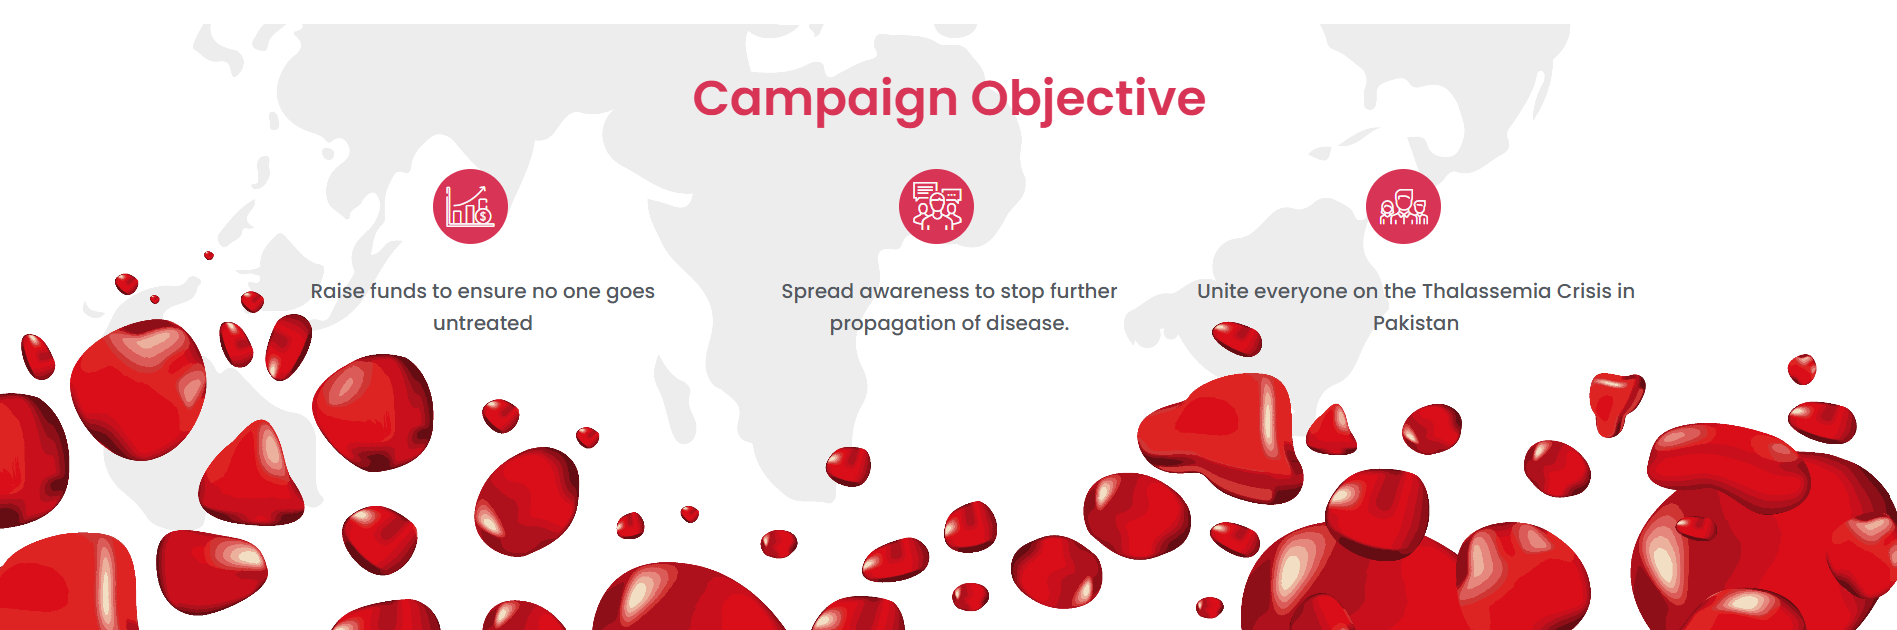 Campaign Objective
Raise funds to ensure no one goes
untreated
Spread awareness to stop further
propagation of disease.
Unite everyone on the Thalassemia Crisis in
Pakistan